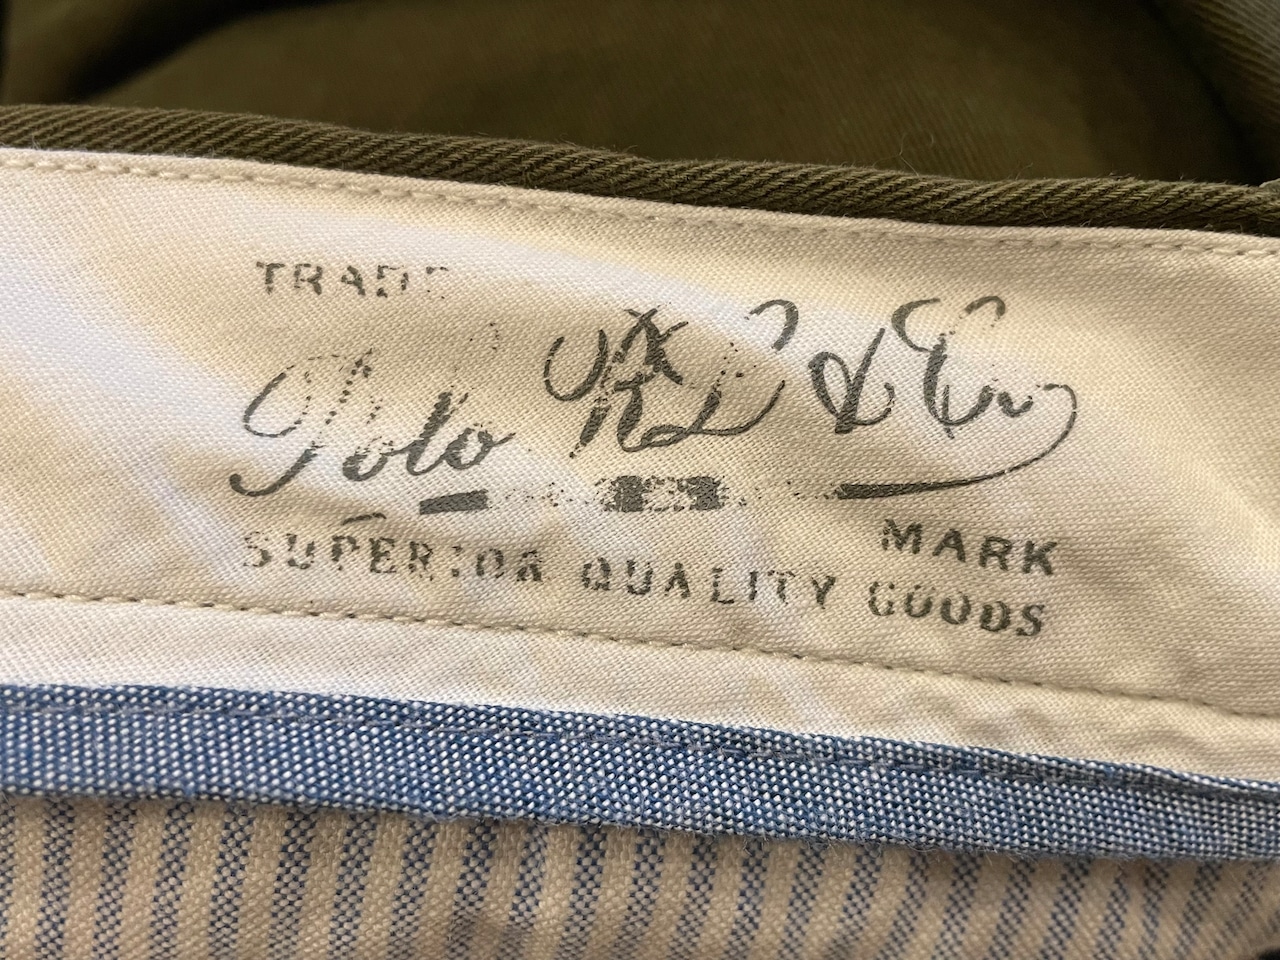 TRADE
Polo RL & Co
MARK
SUPERIOR QUALITY GOODS